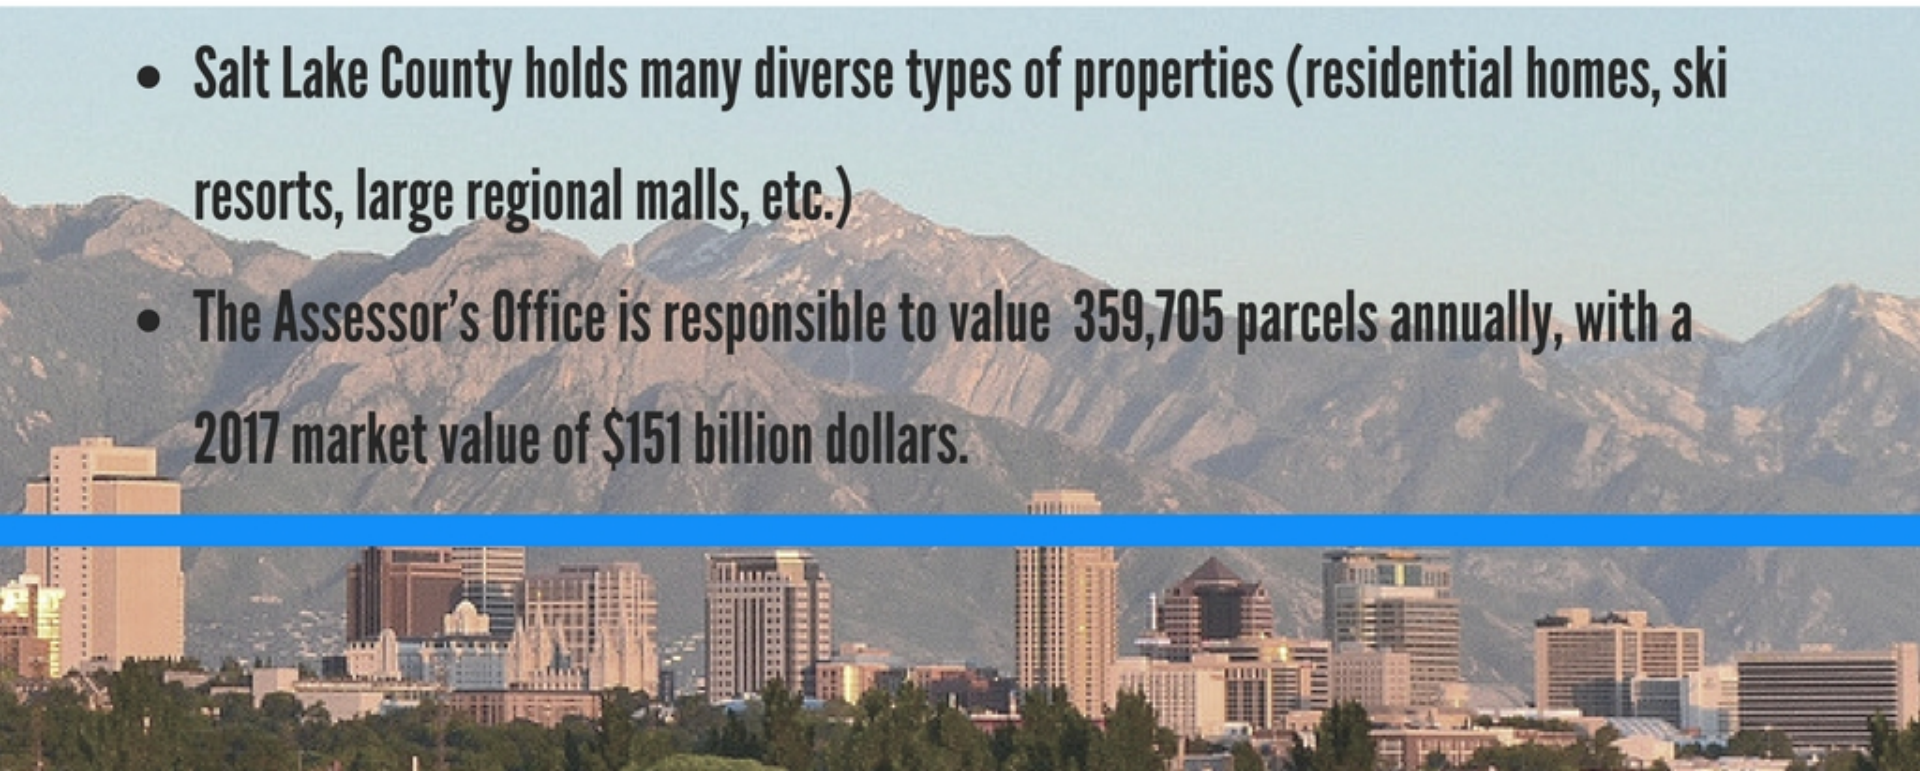 • Salt Lake County holds many diverse types of properties (residential homes, ski
resorts, large regional malls, etc.)
• The Assessor’s Office is responsible to value  359,705 parcels annually, with a
2017 market value of $151 billion dollars.